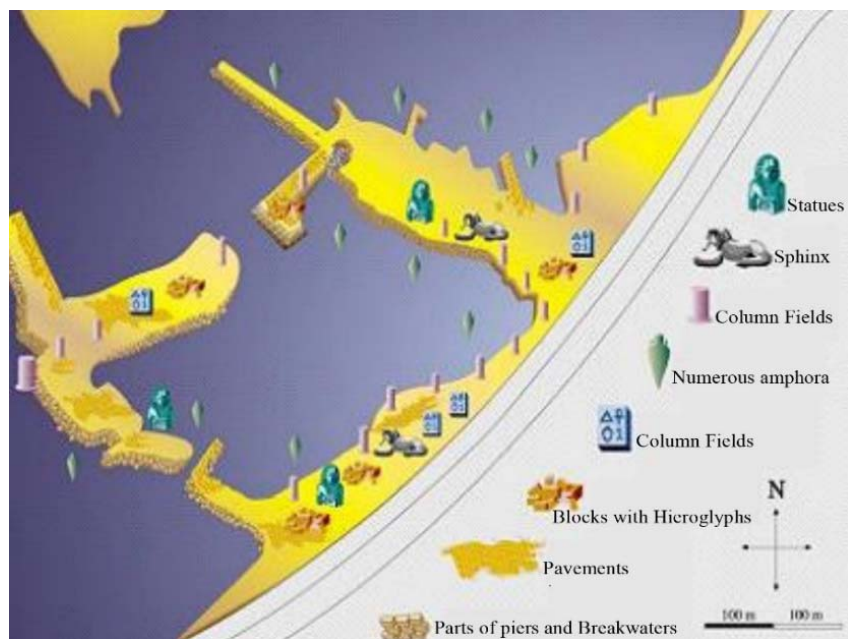 Statues
Sphinx
Column Fields
Numerous amphora
Column Fields
Blocks with Hieroglyphs
N
Pavements
100 m 100 m
Parts of piers and Breakwaters